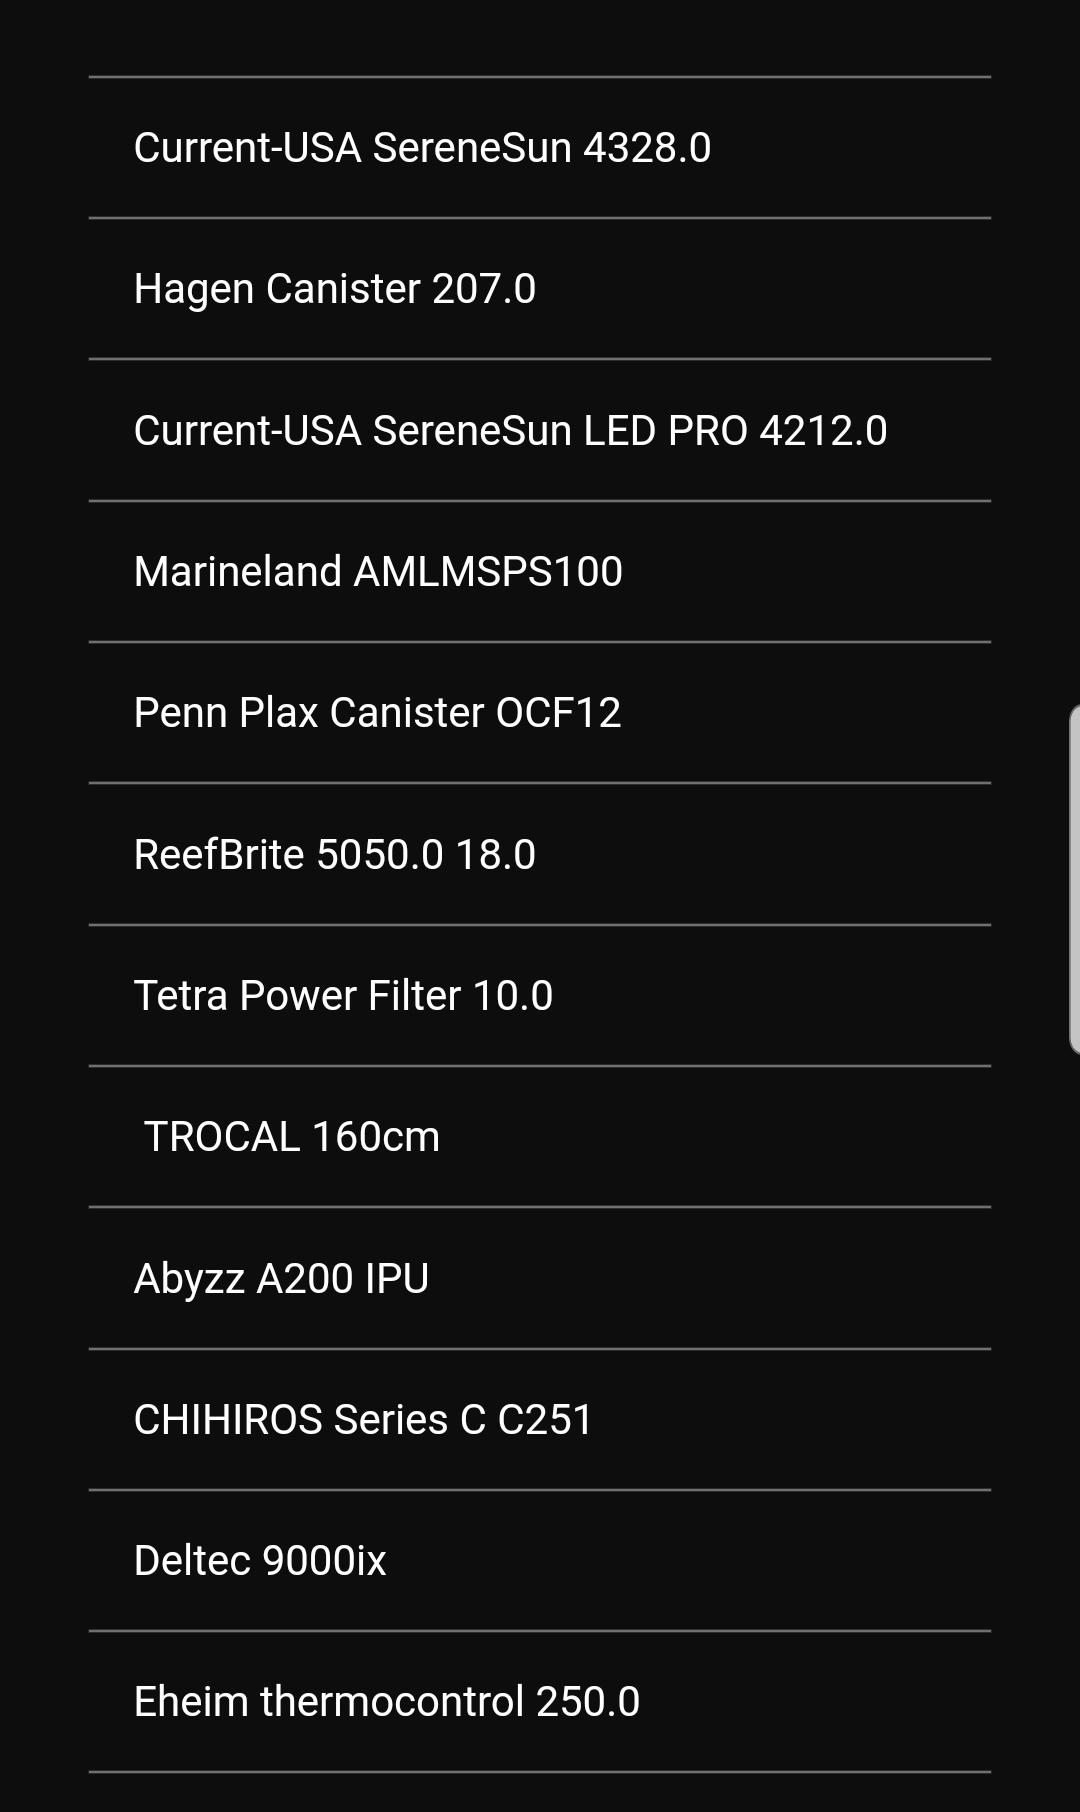 Current-USA SereneSun 4328.0
Hagen Canister 207.0
Current-USA SereneSun LED PRO 4212.0
Marineland AMLMSPS100
Penn Plax Canister OCF12
ReefBrite 5050.0 18.0
Tetra Power Filter 10.0
TROCAL 160cm
Abyzz A200 IPU
CHIHIROS Series C C251
Deltec 9000ix
Eheim thermocontrol 250.0